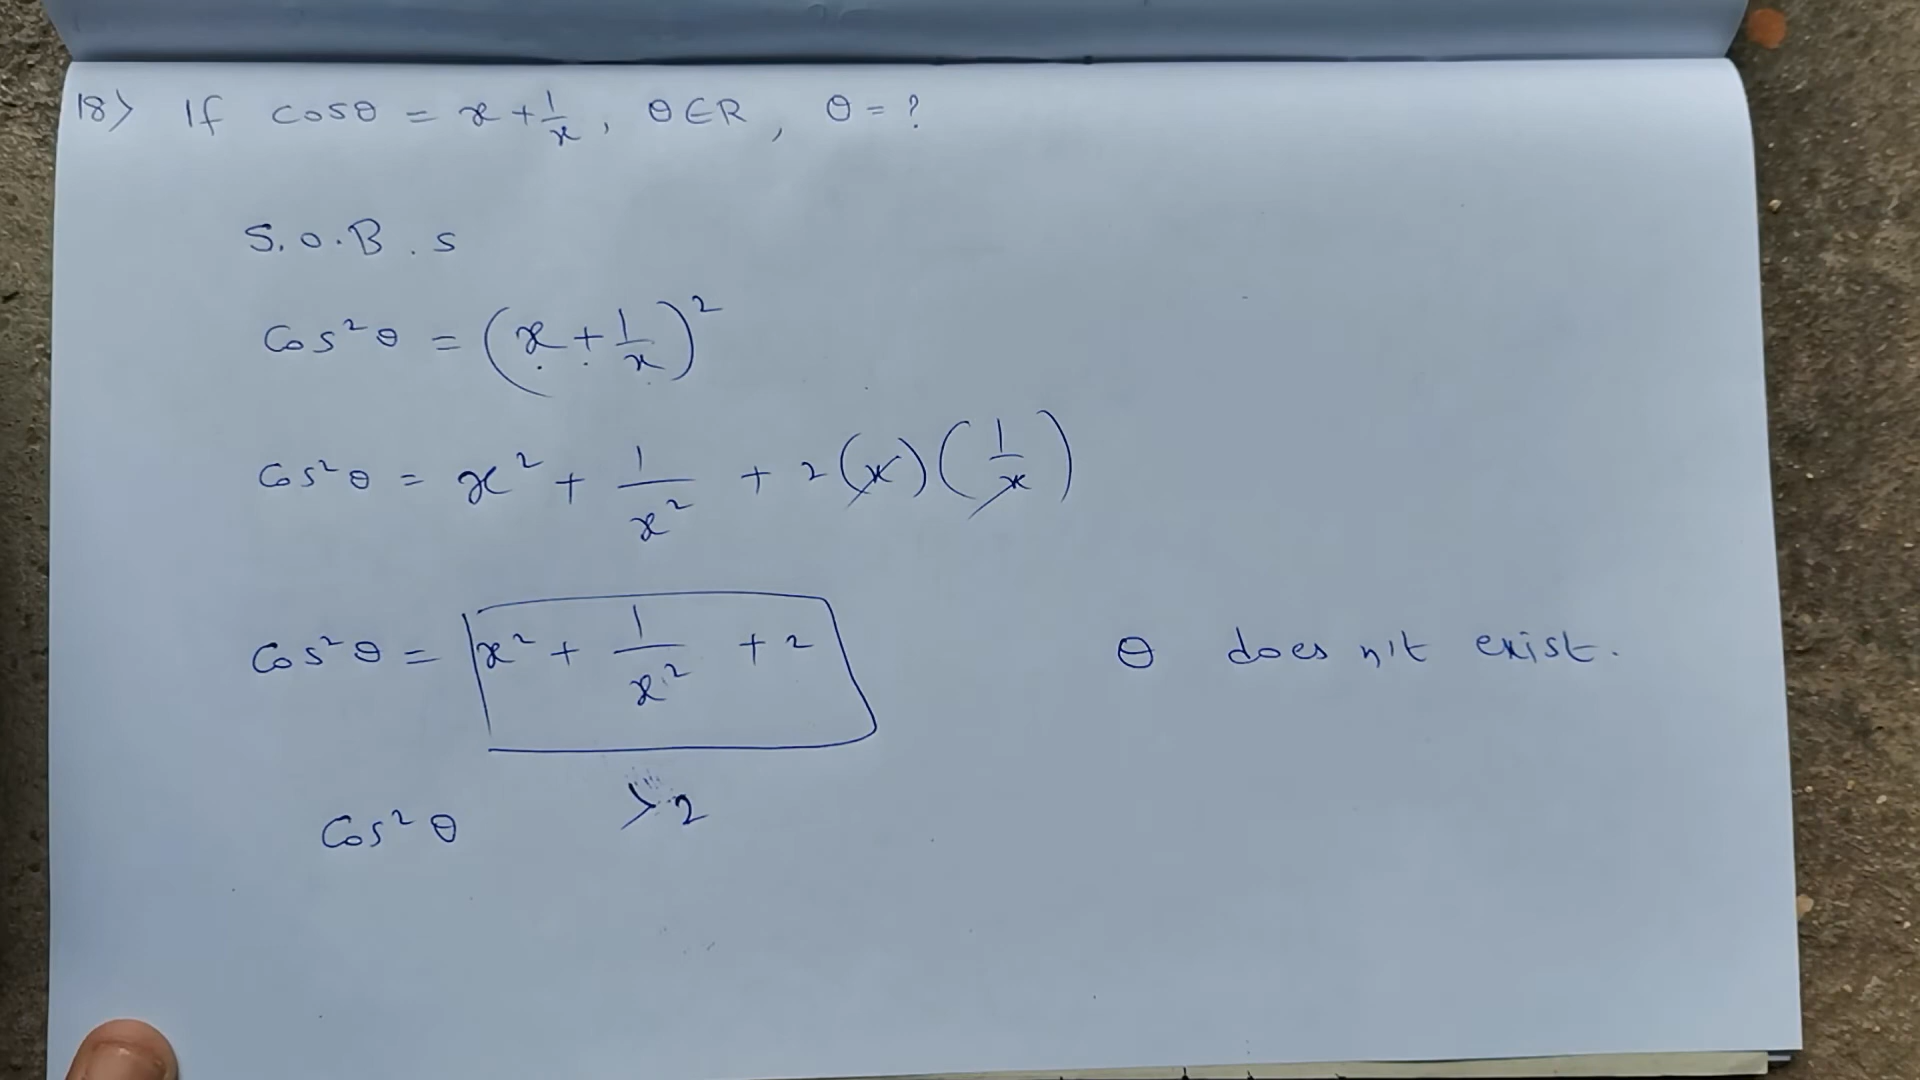 18) If cosθ = x + 1/x, θ∈R, θ = ?
S.O.B.S
Cos²θ = (x + 1/x)²
Cos²θ = x² + 1/x² + 2(x)(1/x)
Cos²θ = x² + 1/x² + 2 θ does n't exist.
Cos²θ >2